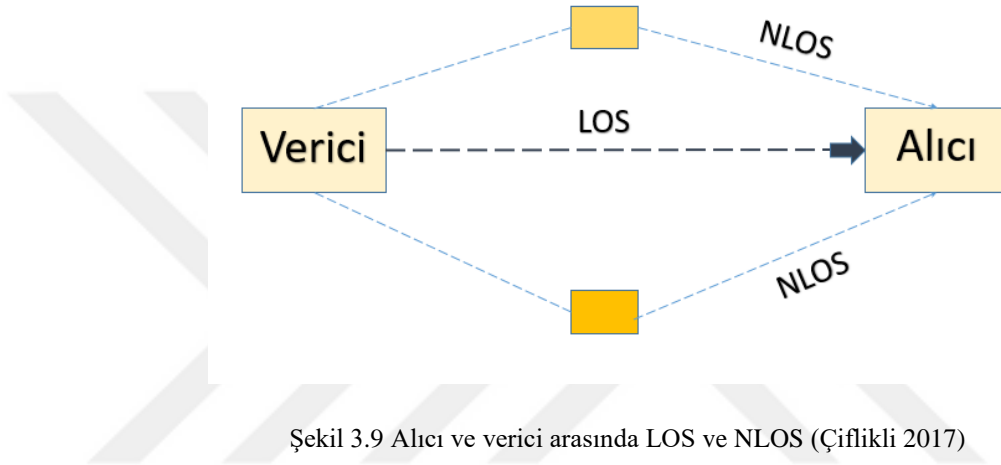 NLOS
LOS
Verici
Alıcı
NLOS
Şekil 3.9 Alıcı ve verici arasında LOS ve NLOS (Çiflikli 2017)